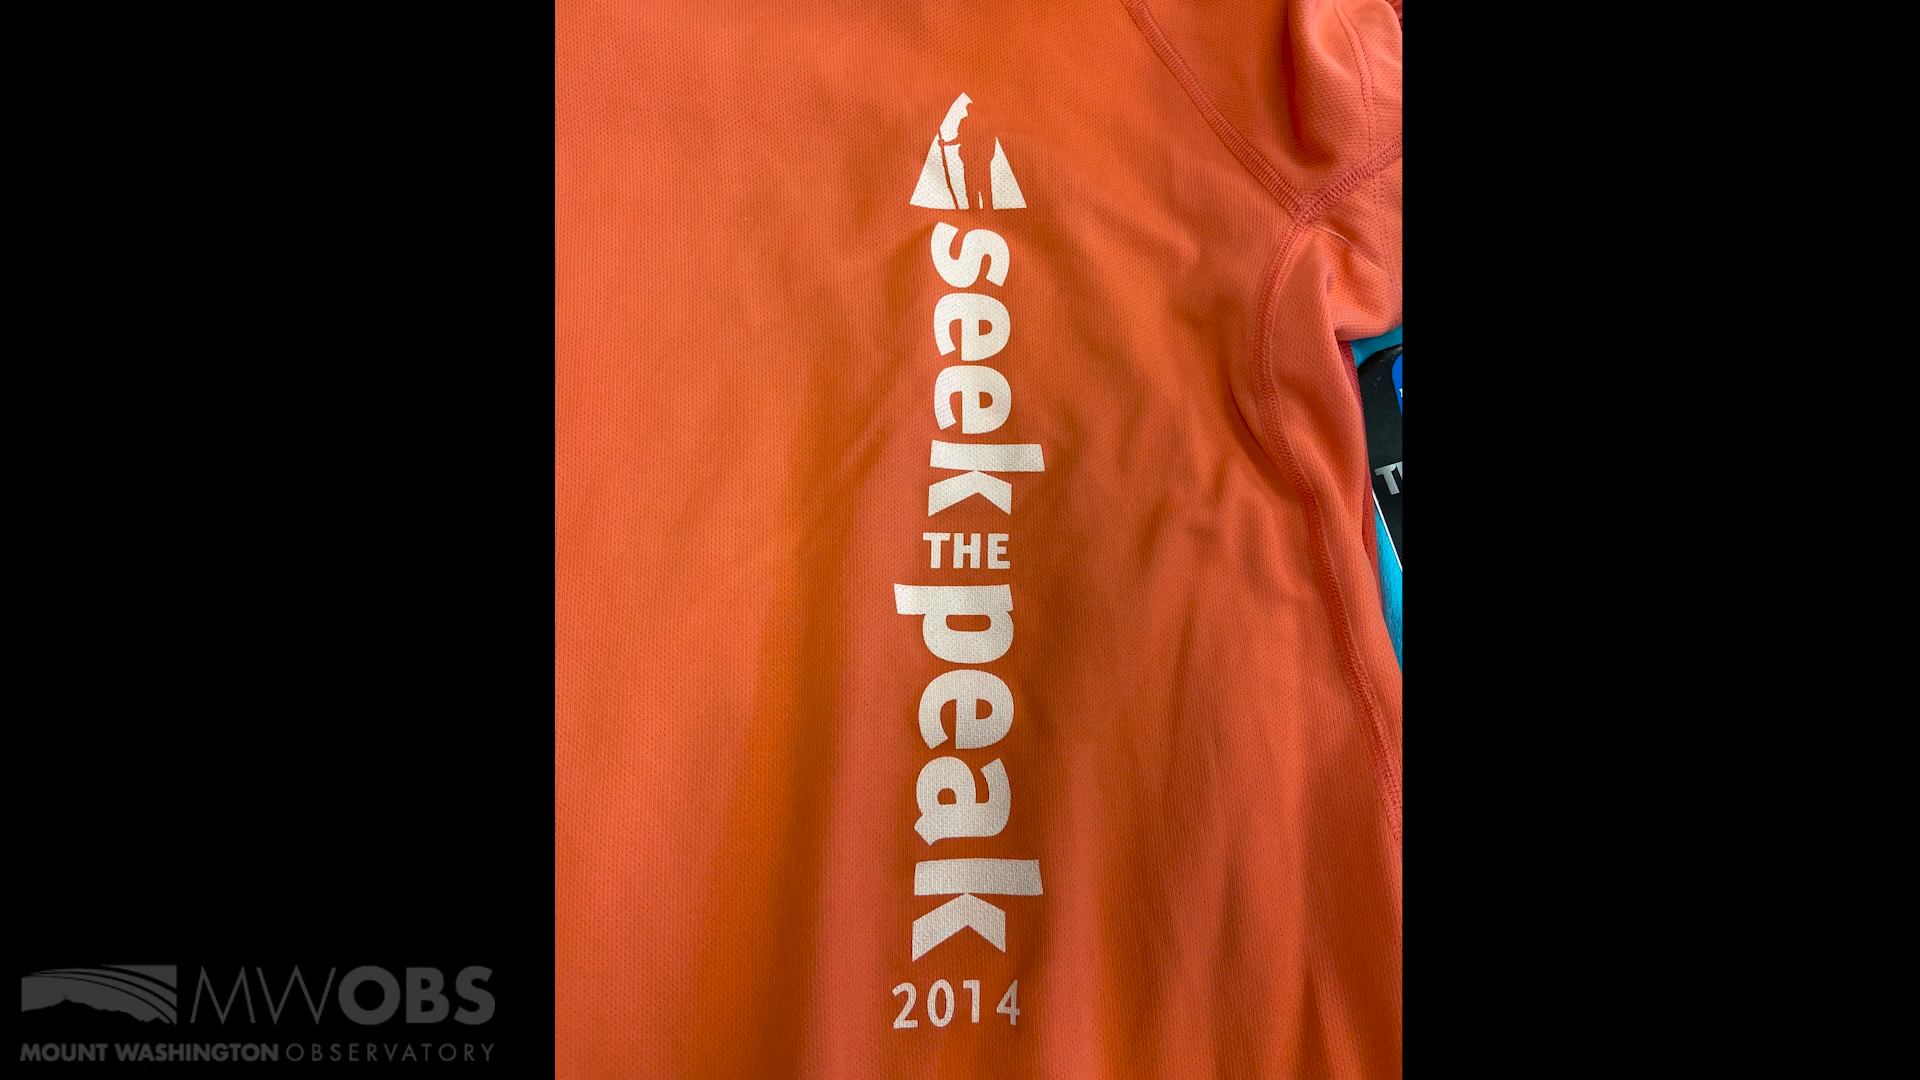 seek
THE
peak
2014
MWOBS
MOUNT WASHINGTON OBSERVATORY